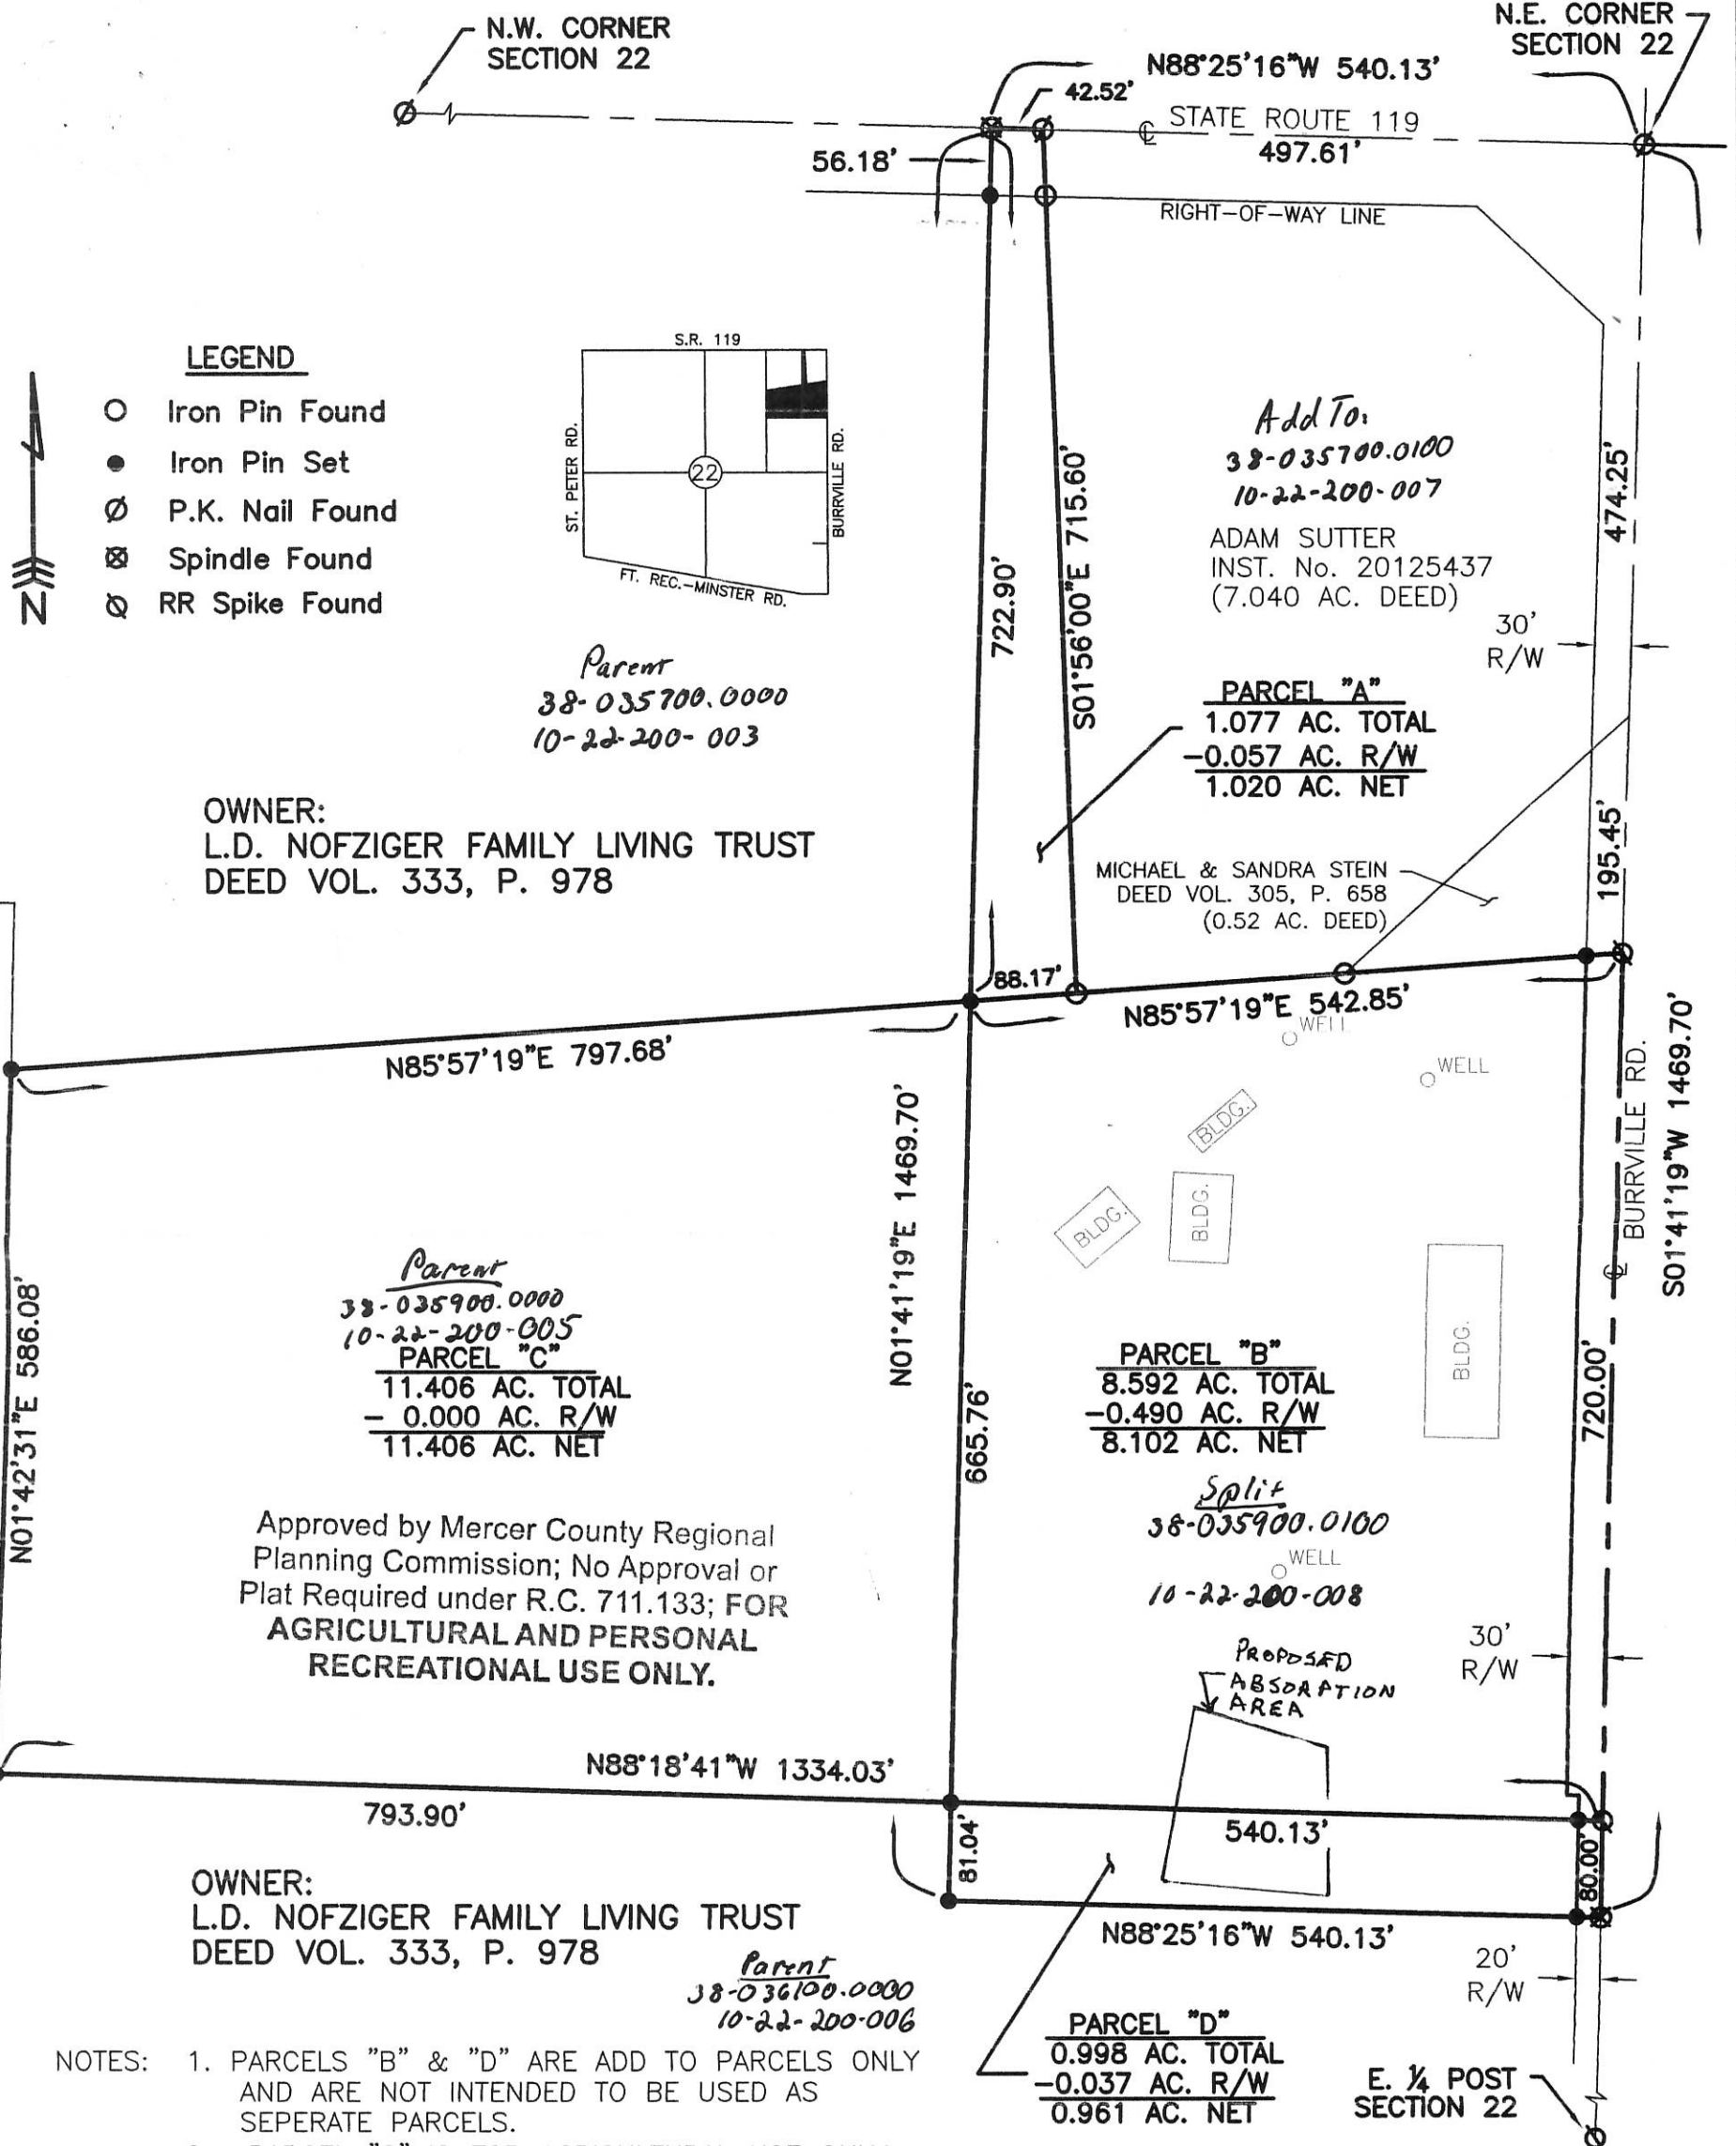 N.W. CORNER
SECTION 22
N.E. CORNER
SECTION 22
N88°25'16"W 540.13'
42.52'
STATE ROUTE 119
497.61'
56.18'
RIGHT-OF-WAY LINE
LEGEND
Iron Pin Found
Iron Pin Set
P.K. Nail Found
Spindle Found
RR Spike Found
N
S.R. 119
ST. PETER RD.
22
BURRVILLE RD.
FT. REC.-MINSTER RD.
722.90'
S01°56'00"E 715.60'
Add To:
38-035700.0100
10-22-200-007
ADAM SUTTER
INST. No. 20125437
(7.040 AC. DEED)
474.25'
30'
R/W
Parent
38-035700.0000
10-22-200-003
PARCEL "A"
1.077 AC. TOTAL
-0.057 AC. R/W
1.020 AC. NET
OWNER:
L.D. NOFZIGER FAMILY LIVING TRUST
DEED VOL. 333, P. 978
MICHAEL & SANDRA STEIN
DEED VOL. 305, P. 658
(0.52 AC. DEED)
195.45'
88.17'
N85°57'19"E 542.85'
N85°57'19"E 797.68'
WELL
WELL
BLDG.
BLDG.
BLDG.
BLDG.
BURRVILLE RD.
S01°41'19"W 1469.70'
N01°41'19"E 1469.70'
N01°42'31"E 586.08'
Parent
38-035900.0000
10-22-200-005
PARCEL "C"
11.406 AC. TOTAL
- 0.000 AC. R/W
11.406 AC. NET
665.76'
PARCEL "B"
8.592 AC. TOTAL
-0.490 AC. R/W
8.102 AC. NET
720.00'
Split
38-035900.0100
WELL
10-22-200-008
Approved by Mercer County Regional
Planning Commission; No Approval or
Plat Required under R.C. 711.133; FOR
AGRICULTURAL AND PERSONAL
RECREATIONAL USE ONLY.
PROPOSED
ABSORPTION
AREA
30'
R/W
N88°18'41"W 1334.03'
793.90'
540.13'
81.04'
80.00'
N88°25'16"W 540.13'
OWNER:
L.D. NOFZIGER FAMILY LIVING TRUST
DEED VOL. 333, P. 978
Parent
38-036100.0000
10-22-200-006
20'
R/W
PARCEL "D"
0.998 AC. TOTAL
-0.037 AC. R/W
0.961 AC. NET
E. ¼ POST
SECTION 22
NOTES: 1. PARCELS "B" & "D" ARE ADD TO PARCELS ONLY
AND ARE NOT INTENDED TO BE USED AS
SEPERATE PARCELS.